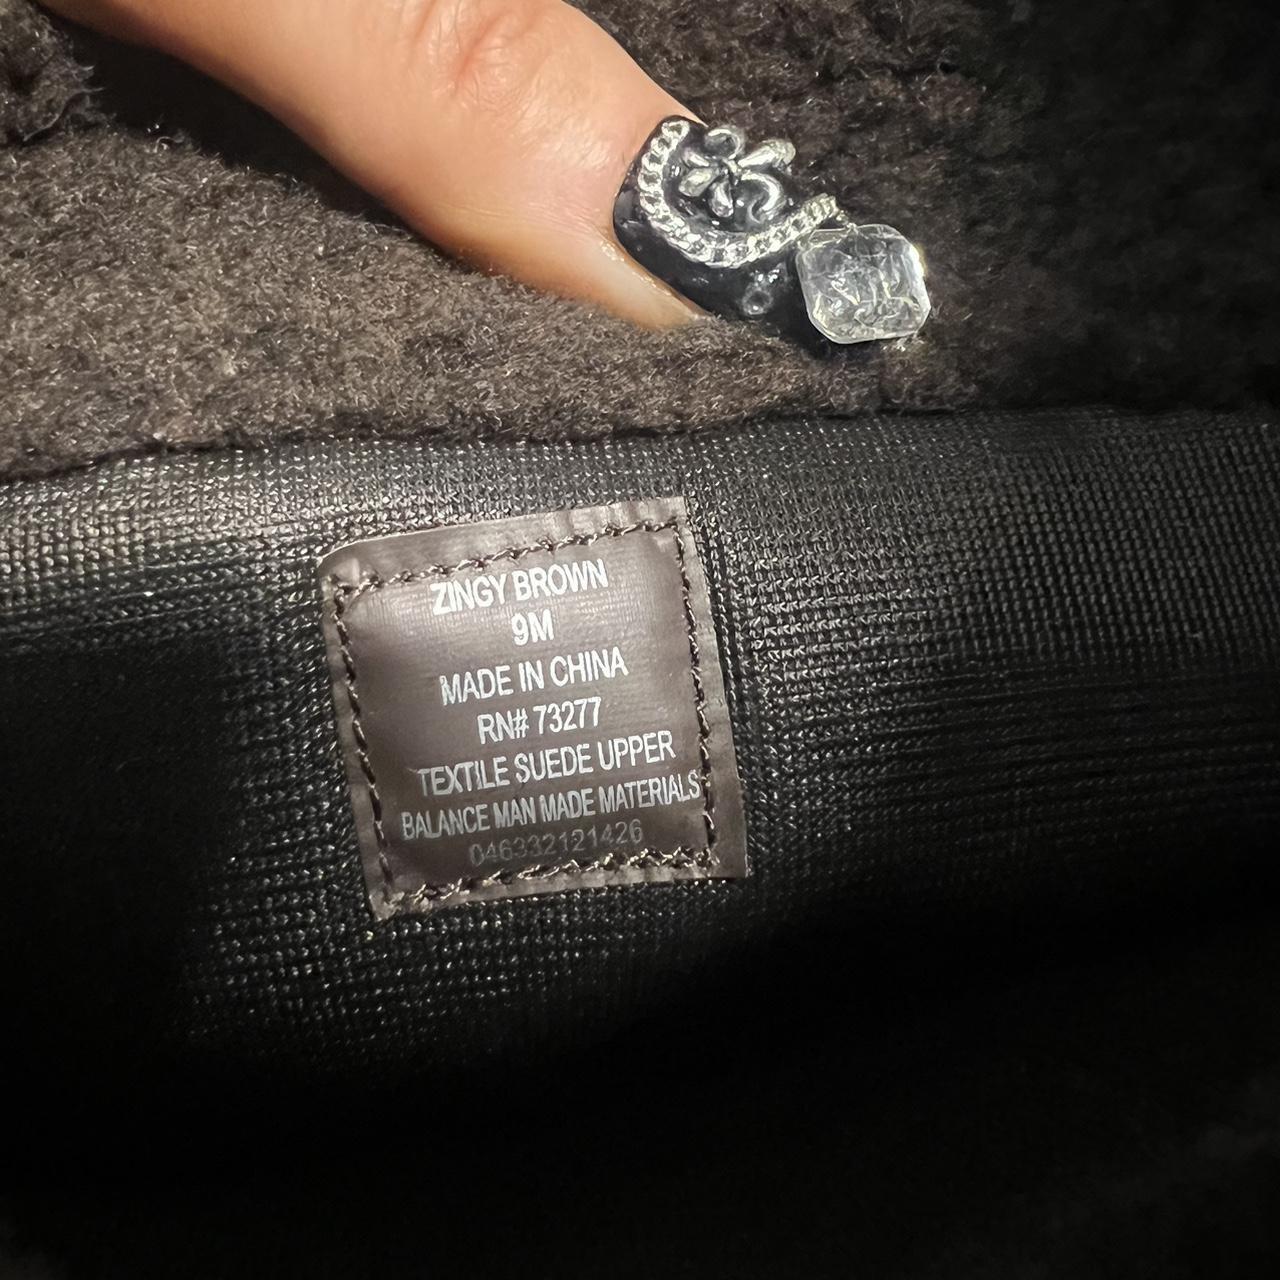 ZINGY BROWN
9M
MADE IN CHINA
RN# 73277
TEXTILE SUEDE UPPER
BALANCE MAN MADE MATERIALS
046332121426